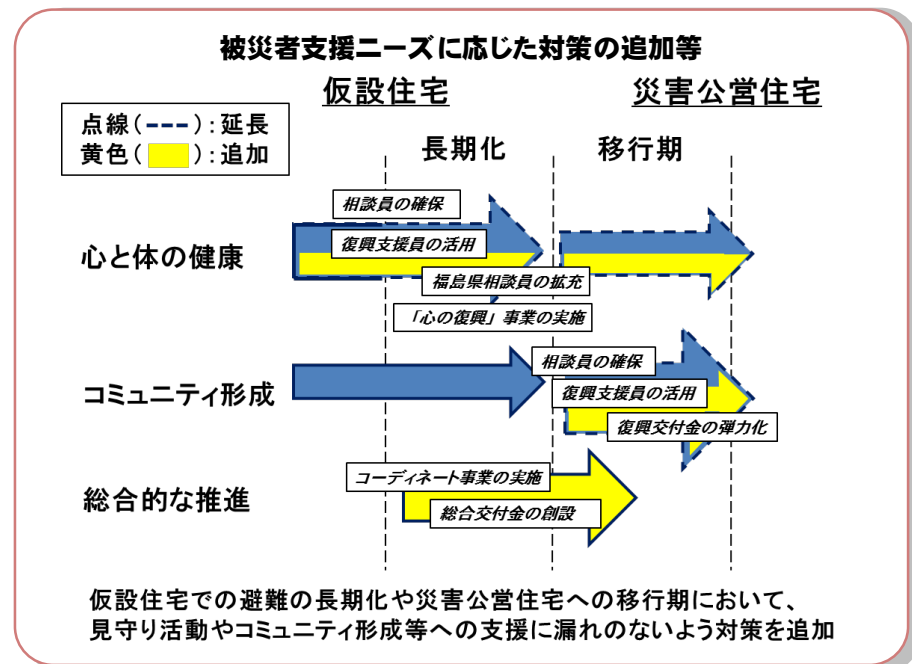 被災者支援ニーズに応じた対策の追加等
仮設住宅
災害公営住宅
点線(---):延長
黄色( ):追加
長期化
移行期
心と体の健康
相談員の確保
復興支援員の活用
福島県相談員の拡充
「心の復興」事業の実施
コミュニティ形成
相談員の確保
復興支援員の活用
復興交付金の弾力化
総合的な推進
コーディネート事業の実施
総合交付金の創設
仮設住宅での避難の長期化や災害公営住宅への移行期において、
見守り活動やコミュニティ形成等への支援に漏れのないよう対策を追加